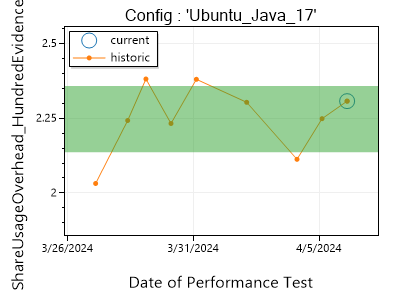 Config : 'Ubuntu_Java_17'
current
historic
ShareUsageOverhead_HundredEvidence
2.5
2.25
2
3/26/2024
3/31/2024
4/5/2024
Date of Performance Test